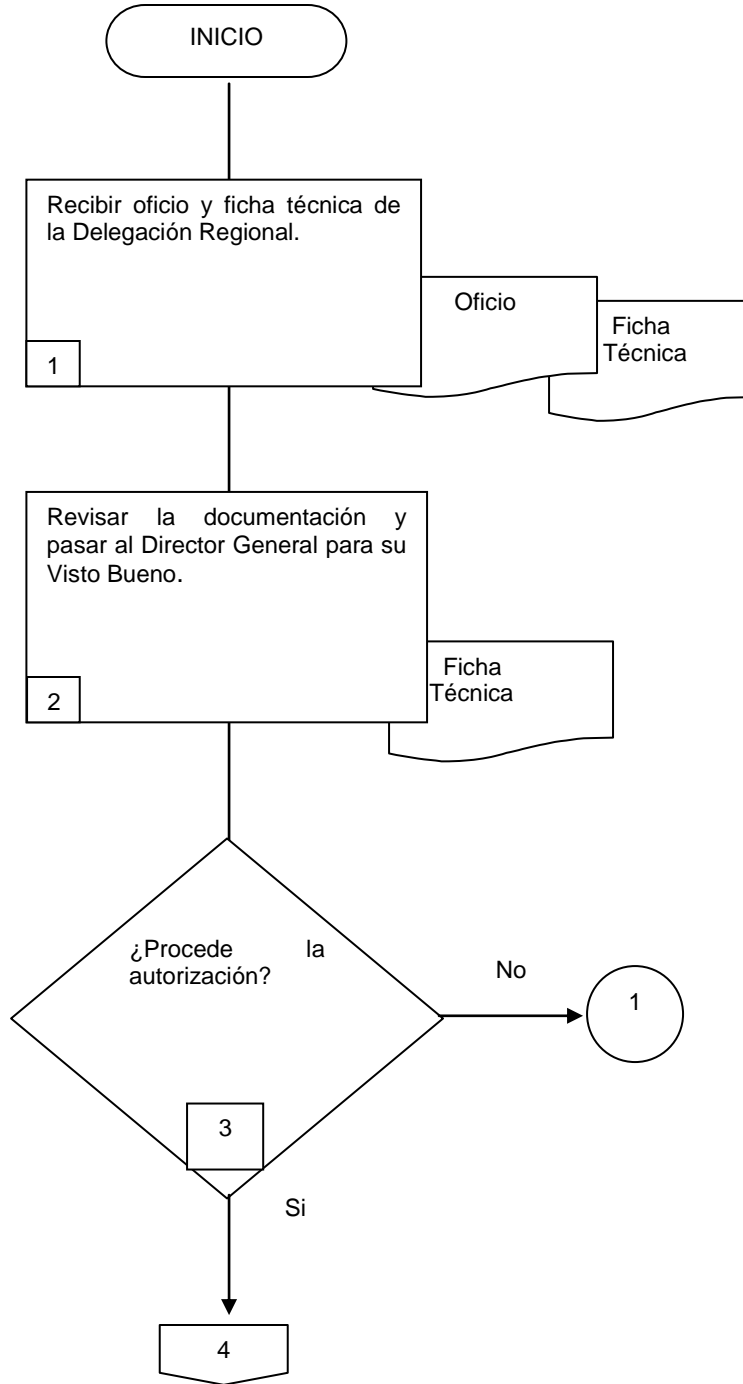 INICIO
Recibir oficio y ficha técnica de
la Delegación Regional.
1
Oficio
Ficha
Técnica
Revisar la documentación y
pasar al Director General para su
Visto Bueno.
2
Ficha
Técnica
¿Procede la
autorización?
No
1
3
Si
4